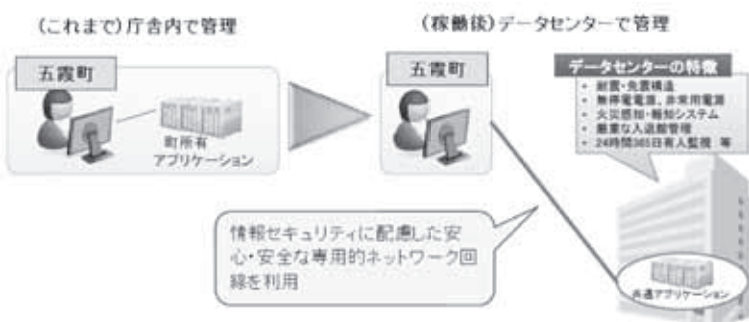 (これまで)庁舎内で管理
(稼働後)データセンターで管理
五霞町
町所有
アプリケーション
五霞町
データセンターの特徴
・ 耐震・免震構造
・ 無停電電源、非常用電源
・ 火災感知・報知システム
・ 厳重な入退館管理
・ 24時間365日有人監視 等
情報セキュリティに配慮した安
心・安全な専用的ネットワーク回
線を利用
共通アプリケーション